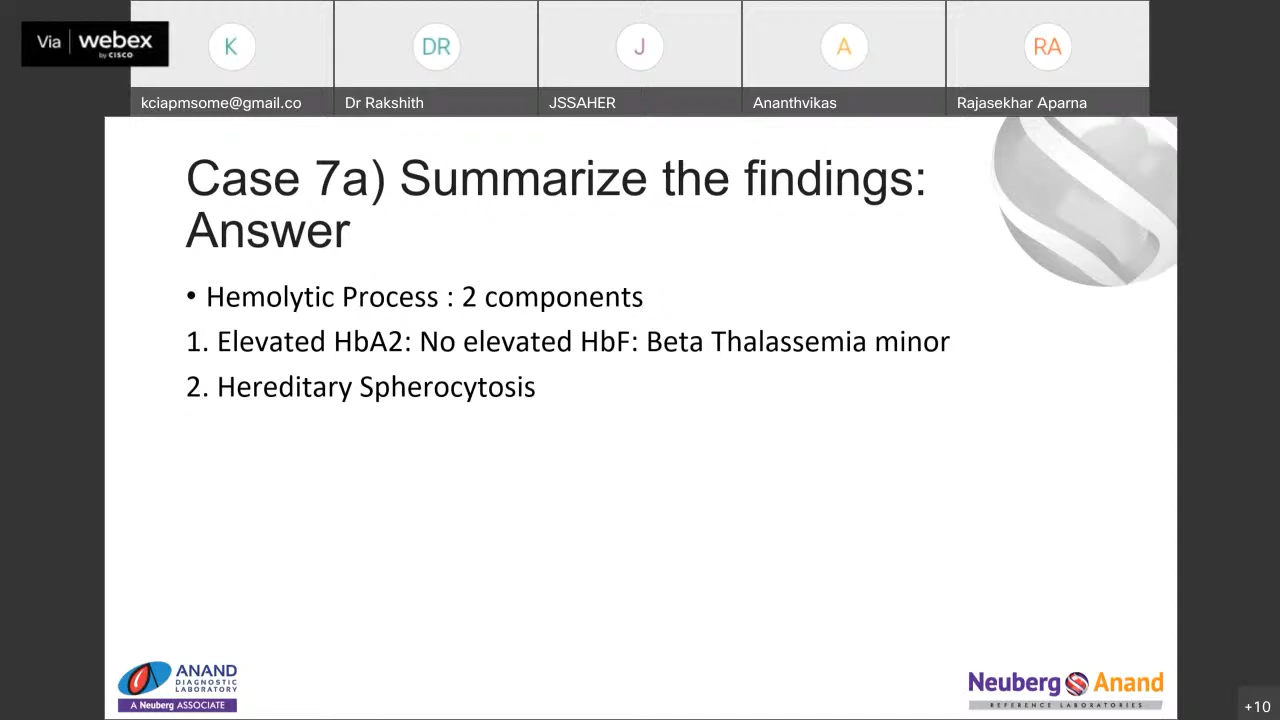 Via webex
by CISCO
K
DR
J
A
RA
kciapmsome@gmail.co
Dr Rakshith
JSSAHER
Ananthvikas
Rajasekhar Aparna
Case 7a) Summarize the findings:
Answer
• Hemolytic Process : 2 components
1. Elevated HbA2: No elevated HbF: Beta Thalassemia minor
2. Hereditary Spherocytosis
ANAND
DIAGNOSTIC
LABORATORY
A Neuberg ASSOCIATE
Neuberg Anand
REFERENCE LABORATORIES
+10